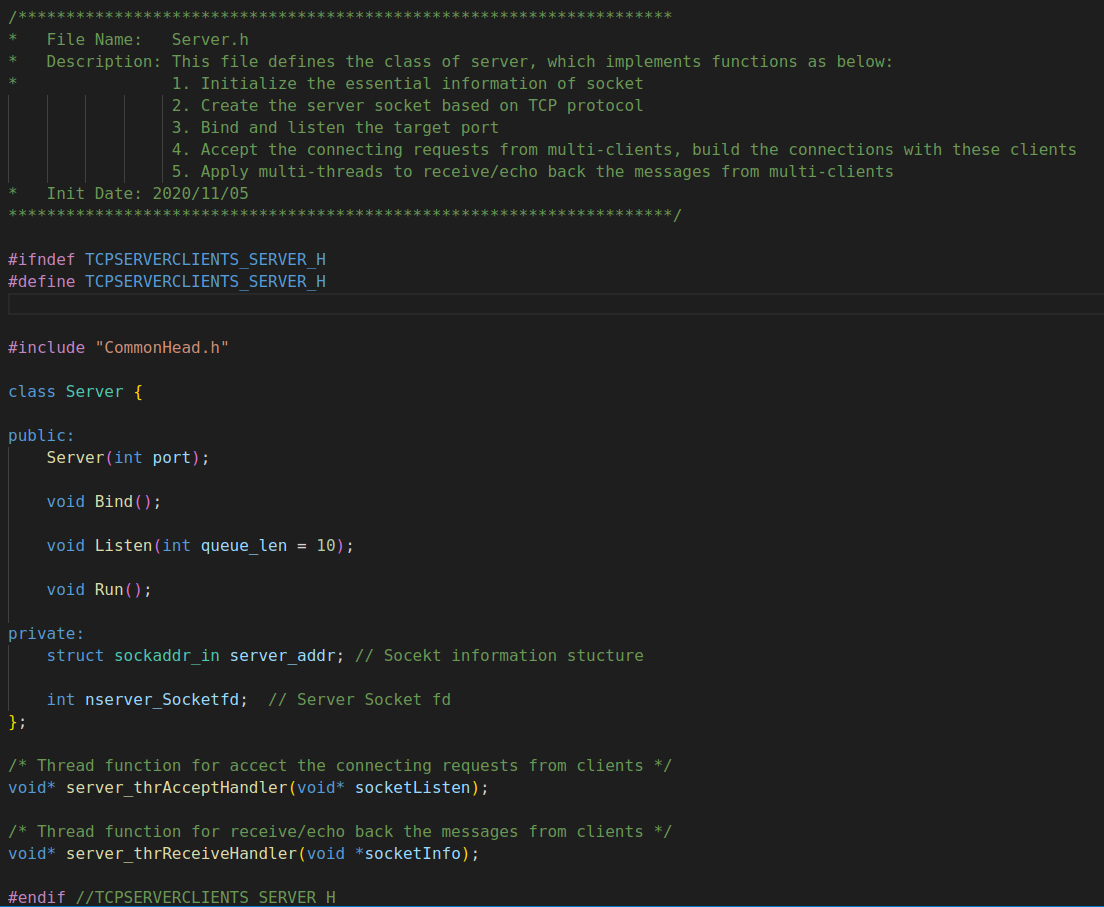 /********************************************************************
*   File Name:   Server.h
*   Description: This file defines the class of server, which implements functions as below:
*                1. Initialize the essential information of socket
                 2. Create the server socket based on TCP protocol
                 3. Bind and listen the target port
                 4. Accept the connecting requests from multi-clients, build the connections with these clients
                 5. Apply multi-threads to receive/echo back the messages from multi-clients
*   Init Date: 2020/11/05
*********************************************************************/
#ifndef TCPSERVERCLIENTS_SERVER_H
#define TCPSERVERCLIENTS_SERVER_H
#include "CommonHead.h"
class Server {
public:
    Server(int port);
    void Bind();
    void Listen(int queue_len = 10);
    void Run();
private:
    struct sockaddr_in server_addr; // Socekt information stucture
    int nserver_Socketfd;  // Server Socket fd
};
/* Thread function for accect the connecting requests from clients */
void* server_thrAcceptHandler(void* socketListen);
/* Thread function for receive/echo back the messages from clients */
void* server_thrReceiveHandler(void *socketInfo);
#endif //TCPSERVERCLIENTS_SERVER_H